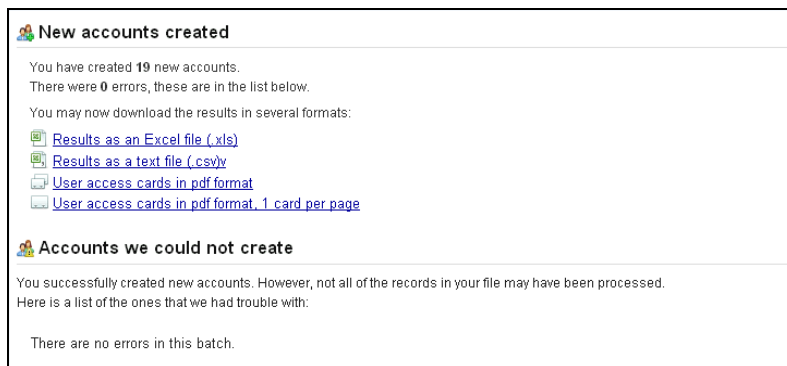 New accounts created
You have created 19 new accounts.
There were 0 errors, these are in the list below.
You may now download the results in several formats:
Results as an Excel file (.xls)
Results as a text file (.csv)v
User access cards in pdf format
User access cards in pdf format, 1 card per page
Accounts we could not create
You successfully created new accounts. However, not all of the records in your file may have been processed.
Here is a list of the ones that we had trouble with:
There are no errors in this batch.